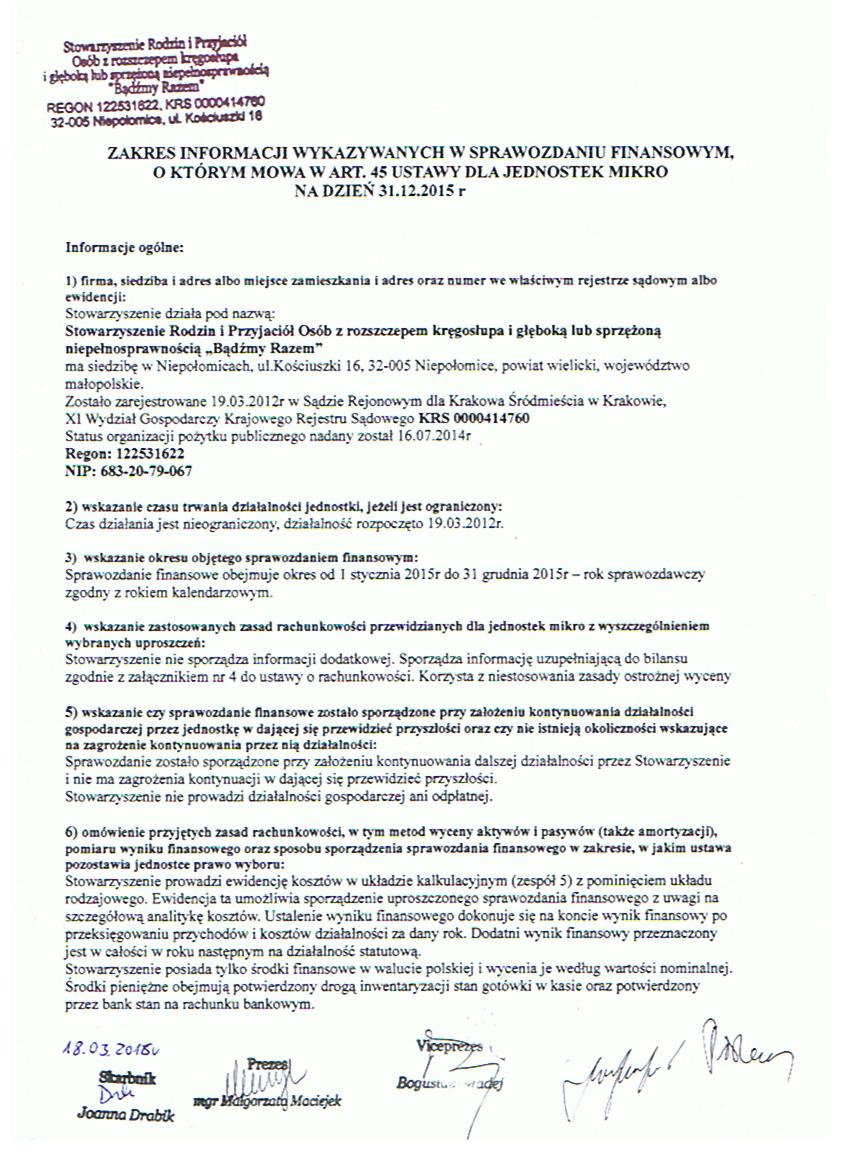 Stowarzyszenie Rodzin i Przyjaciół
Osób z rozszczepem kręgosłupa
i głęboką lub sprzężoną niepełnosprawnością
"Bądźmy Razem"
REGON 122531622, KRS 0000414760
32-005 Niepołomice, ul. Kościuszki 16
ZAKRES INFORMACJI WYKAZYWANYCH W SPRAWOZDANIU FINANSOWYM,
O KTÓRYM MOWA W ART. 45 USTAWY DLA JEDNOSTEK MIKRO
NA DZIEŃ 31.12.2015 r
Informacje ogólne:
1) firma, siedziba i adres albo miejsce zamieszkania i adres oraz numer we właściwym rejestrze sądowym albo
ewidencji:
Stowarzyszenie działa pod nazwą:
Stowarzyszenie Rodzin i Przyjaciół Osób z rozszczepem kręgosłupa i głęboką lub sprzężoną
niepełnosprawnością „Bądźmy Razem”
ma siedzibę w Niepołomicach, ul.Kościuszki 16, 32-005 Niepołomice, powiat wielicki, województwo
małopolskie.
Zostało zarejestrowane 19.03.2012r w Sądzie Rejonowym dla Krakowa Śródmieścia w Krakowie,
XI Wydział Gospodarczy Krajowego Rejestru Sądowego KRS 0000414760
Status organizacji pożytku publicznego nadany został 16.07.2014r
Regon: 122531622
NIP: 683-20-79-067
2) wskazanie czasu trwania działalności jednostki, jeżeli jest ograniczony:
Czas działania jest nieograniczony, działalność rozpoczęto 19.03.2012r.
3) wskazanie okresu objętego sprawozdaniem finansowym:
Sprawozdanie finansowe obejmuje okres od 1 stycznia 2015r do 31 grudnia 2015r – rok sprawozdawczy
zgodny z rokiem kalendarzowym.
4) wskazanie zastosowanych zasad rachunkowości przewidzianych dla jednostek mikro z wyszczególnieniem
wybranych uproszczeń:
Stowarzyszenie nie sporządza informacji dodatkowej. Sporządza informację uzupełniającą do bilansu
zgodnie z załącznikiem nr 4 do ustawy o rachunkowości. Korzysta z niestosowania zasady ostrożnej wyceny
5) wskazanie czy sprawozdanie finansowe zostało sporządzone przy założeniu kontynuowania działalności
gospodarczej przez jednostkę w dającej się przewidzieć przyszłości oraz czy nie istnieją okoliczności wskazujące
na zagrożenie kontynuowania przez nią działalności:
Sprawozdanie zostało sporządzone przy założeniu kontynuowania dalszej działalności przez Stowarzyszenie
i nie ma zagrożenia kontynuacji w dającej się przewidzieć przyszłości.
Stowarzyszenie nie prowadzi działalności gospodarczej ani odpłatnej.
6) omówienie przyjętych zasad rachunkowości, w tym metod wyceny aktywów i pasywów (także amortyzacji),
pomiaru wyniku finansowego oraz sposobu sporządzenia sprawozdania finansowego w zakresie, w jakim ustawa
pozostawia jednostce prawo wyboru:
Stowarzyszenie prowadzi ewidencję kosztów w układzie kalkulacyjnym (zespół 5) z pominięciem układu
rodzajowego. Ewidencja ta umożliwia sporządzenie uproszczonego sprawozdania finansowego z uwagi na
szczegółową analitykę kosztów. Ustalenie wyniku finansowego dokonuje się na koncie wynik finansowy po
przeksięgowaniu przychodów i kosztów działalności za dany rok. Dodatni wynik finansowy przeznaczony
jest w całości w roku następnym na działalność statutową.
Stowarzyszenie posiada tylko środki finansowe w walucie polskiej i wycenia je według wartości nominalnej.
Środki pieniężne obejmują potwierdzony drogą inwentaryzacji stan gotówki w kasie oraz potwierdzony
przez bank stan na rachunku bankowym.
18.03.2016r
Skarbnik
Joanna Drabik
Prezes
mgr Małgorzata Maciejek
Viceprezes